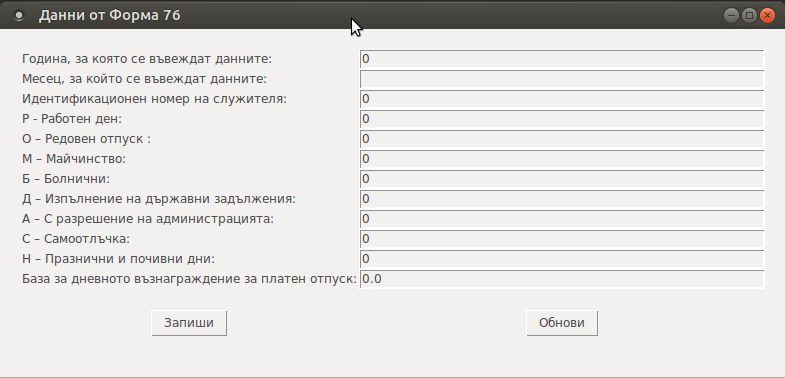 Данни от Форма 76
Година, за която се въвеждат данните: 0
Месец, за който се въвеждат данните:
Идентификационен номер на служителя: 0
Р - Работен ден: 0
О – Редовен отпуск : 0
М – Майчинство: 0
Б – Болнични: 0
Д – Изпълнение на държавни задължения: 0
А – С разрешение на администрацията: 0
С – Самоотлъчка: 0
Н – Празнични и почивни дни: 0
База за дневното възнаграждение за платен отпуск: 0.0
Запиши Обнови